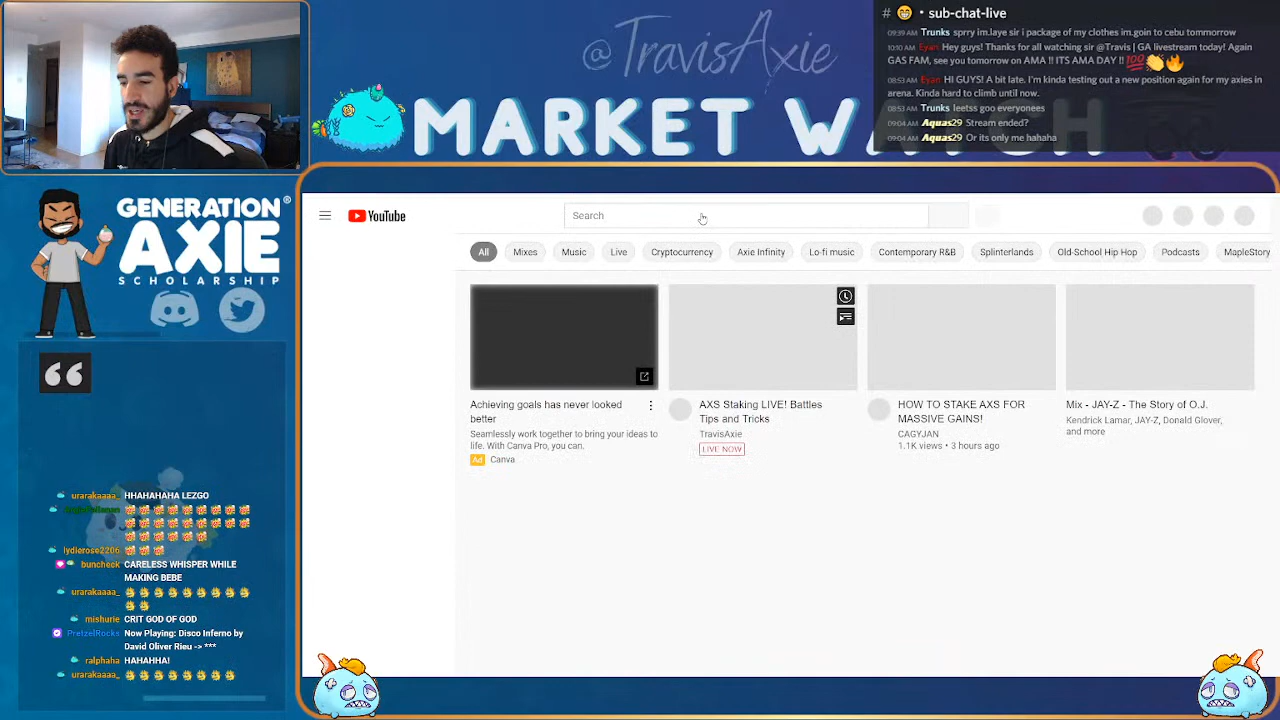 @TravisAxie
MARKET W
# 😁 • sub-chat-live
09:39 AM Trunks sprry im.laye sir i package of my clothes im.goin to cebu tomorrow
10:10 AM Eyan Hey guys! Thanks for all watching sir @Travis | GA livestream today! Again
GAS FAM, see you tomorrow on AMA !! ITS AMA DAY !! 💯👏🔥
08:53 AM Eyan HI GUYS! A bit late. I'm kinda testing out a new position again for my axies in
arena. Kinda hard to climb until now.
08:53 AM Trunks leetss goo everyonees
09:04 AM Aquas29 Stream ended?
09:04 AM Aquas29 Or its only me hahaha
GENERATION®
AXIE
SCHOLARSHIP
YouTube
Search
All Mixes Music Live Cryptocurrency Axie Infinity Lo-fi music Contemporary R&B Splinterlands Old-School Hip Hop Podcasts MapleStory
Achieving goals has never looked
better
Seamlessly work together to bring your ideas to
life. With Canva Pro, you can.
Ad Canva
AXS Staking LIVE! Battles
Tips and Tricks
TravisAxie
LIVE NOW
HOW TO STAKE AXS FOR
MASSIVE GAINS!
CAGYJAN
1.1K views • 3 hours ago
Mix - JAY-Z - The Story of O.J.
Kendrick Lamar, JAY-Z, Donald Glover,
and more
urarakaaaa_ HHAHAHAHA LEZGO
lydierose2206
buncheck CARELESS WHISPER WHILE
MAKING BEBE
urarakaaaa_
mishurie CRIT GOD OF GOD
PretzelRocks Now Playing: Disco Inferno by
David Oliver Rieu -> ***
ralphaha HAHAHHA!
urarakaaaa_